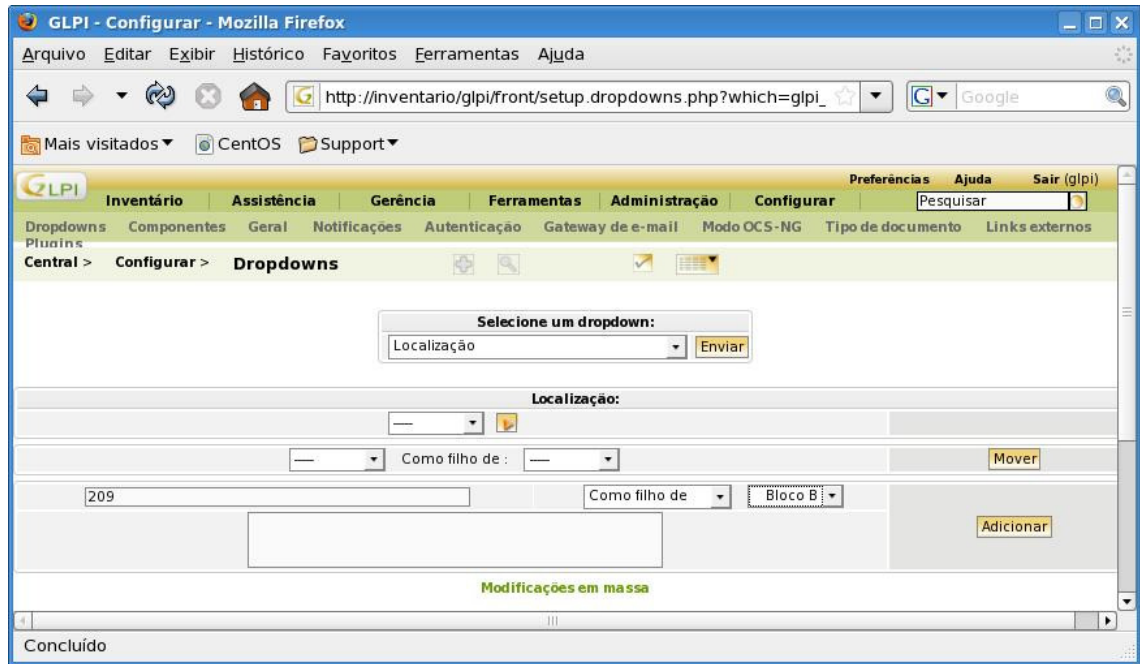 GLPI - Configurar - Mozilla Firefox
Arquivo Editar Exibir Histórico Favoritos Ferramentas Ajuda
http://inventario/glpi/front/setup.dropdowns.php?which=glpi_ G Google
Mais visitados CentOS Support
GLPI Preferências Ajuda Sair (glpi)
Inventário Assistência Gerência Ferramentas Administração Configurar Pesquisar
Dropdowns Componentes Geral Notificações Autenticação Gateway de e-mail Modo OCS-NG Tipo de documento Links externos
Plugins
Central > Configurar > Dropdowns
Selecione um dropdown:
Localização Enviar
Localização:
----
---- Como filho de : ---- Mover
209 Como filho de Bloco B
Adicionar
Modificações em massa
Concluído